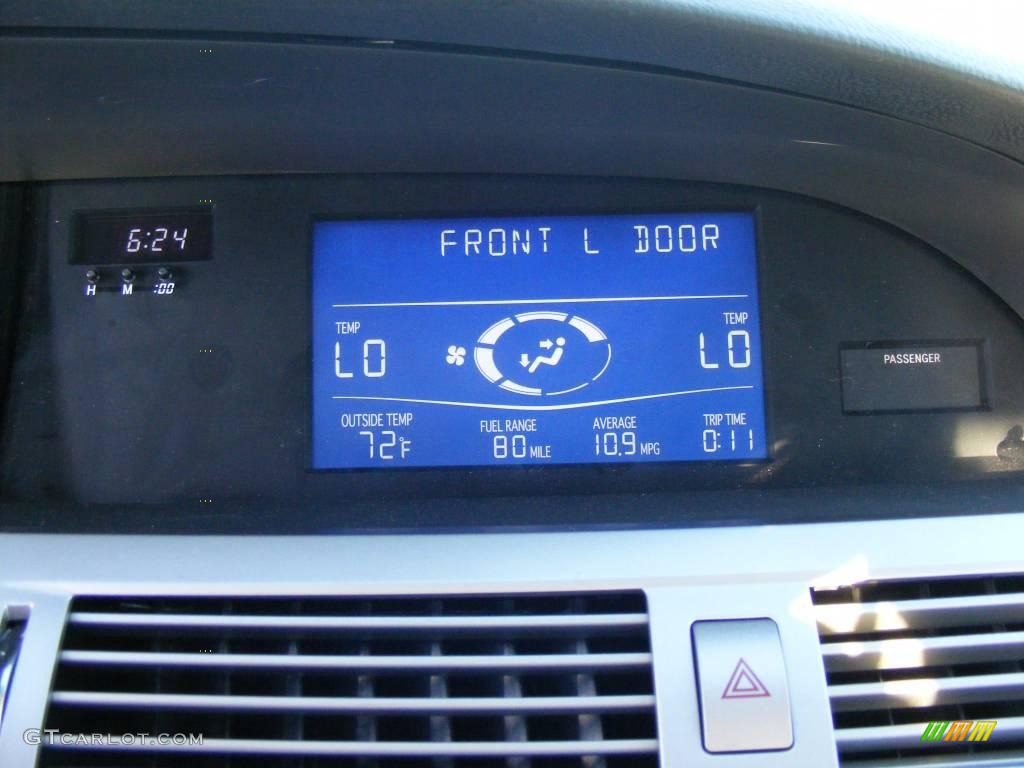 6:24
H M :00
FRONT L DOOR
TEMP
LO
TEMP
LO
PASSENGER
OUTSIDE TEMP
72°F
FUEL RANGE
80 MILE
AVERAGE
10.9 MPG
TRIP TIME
0:11
GTCARLOT.COM